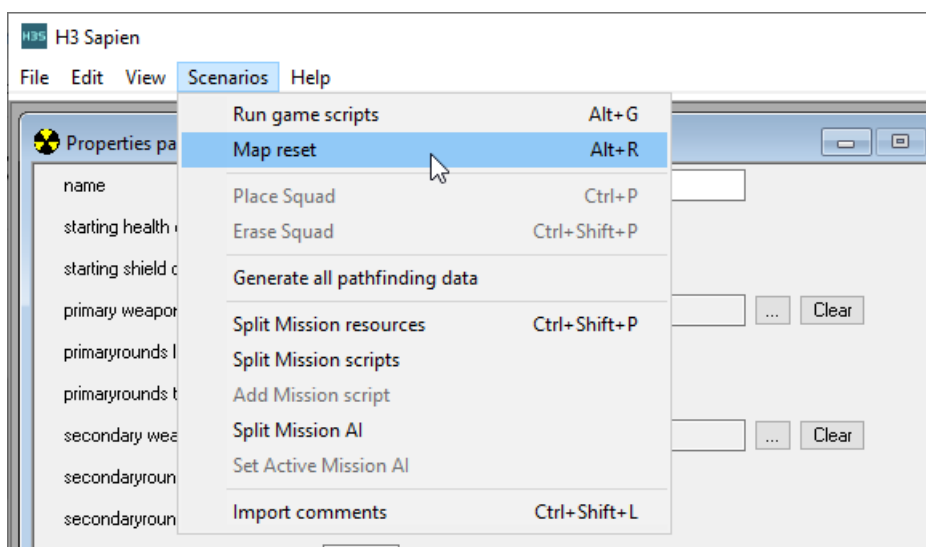 H3S H3 Sapien
File Edit View Scenarios Help
Run game scripts Alt+G
Properties pa
Map reset Alt+R
name
Place Squad Ctrl+P
starting health
Erase Squad Ctrl+Shift+P
starting shield
Generate all pathfinding data
primary weapor
... Clear
Split Mission resources Ctrl+Shift+P
primaryrounds l
Split Mission scripts
primaryrounds t
Add Mission script
secondary wea
Split Mission AI
... Clear
secondaryroun
Set Active Mission AI
secondaryroun
Import comments Ctrl+Shift+L